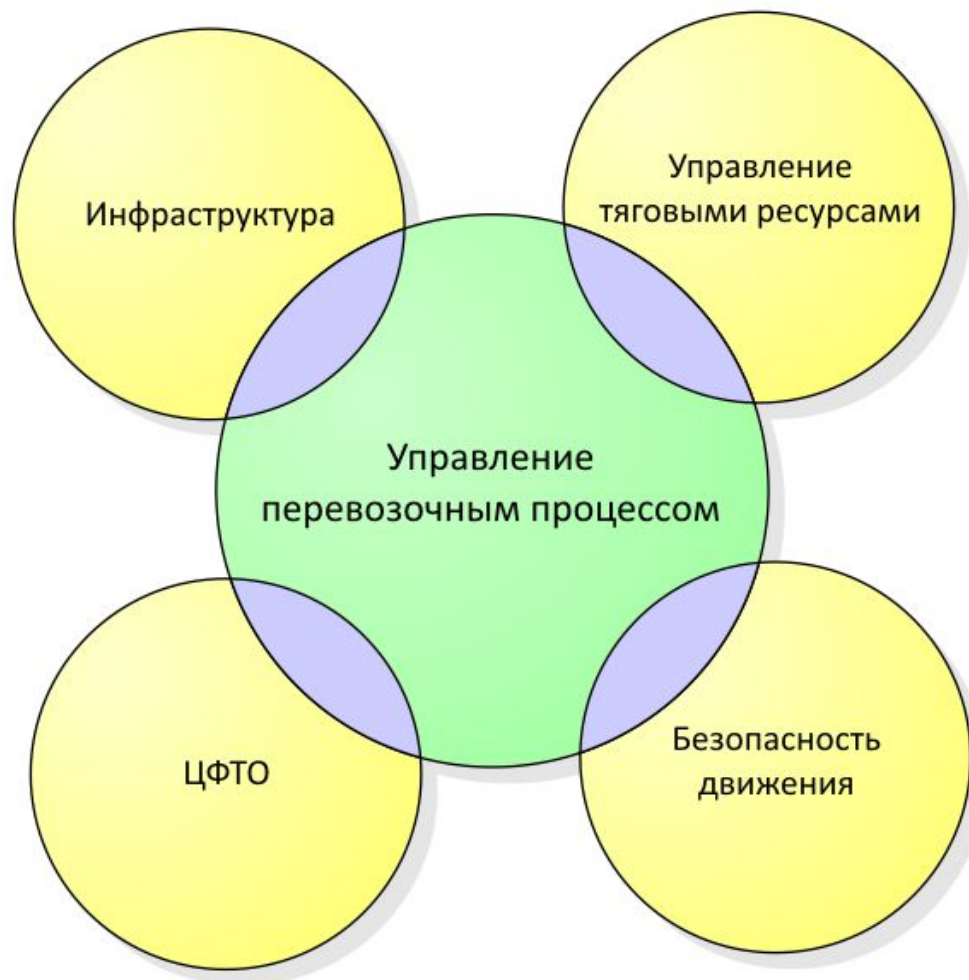 Инфраструктура
Управление
тяговыми ресурсами
Управление
перевозочным процессом
ЦФТО
Безопасность
движения